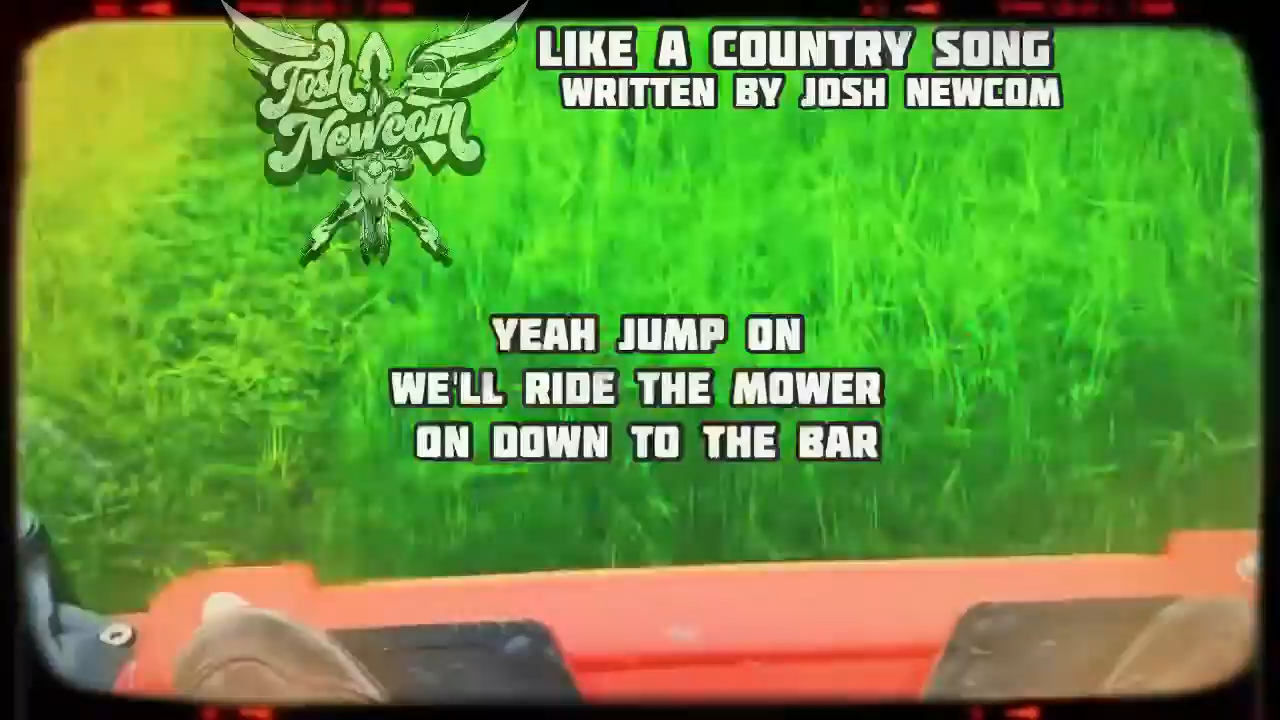 Josh
Newcom
LIKE A COUNTRY SONG
WRITTEN BY JOSH NEWCOM
YEAH JUMP ON
WE'LL RIDE THE MOWER
ON DOWN TO THE BAR